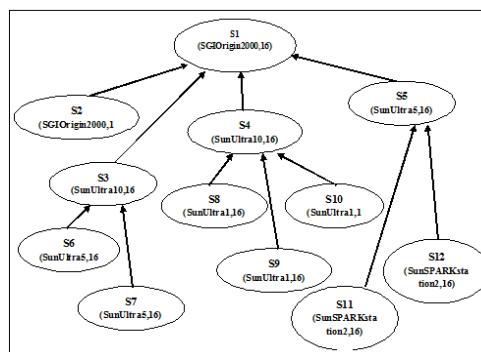 S1
(SGIOrigin2000,16)
S2
(SGIOrigin2000,1
S4
(SunUltra10,16)
S5
(SunUltra5,16)
S3
(SunUltra10,16
S8
(SunUltra1,16)
S10
(SunUltra1,1
S6
(SunUltra5,16
S9
(SunUltra1,16)
S12
(SunSPARKsta
tion2,16)
S7
(SunUltra5,16)
S11
(SunSPARKsta
tion2,16)